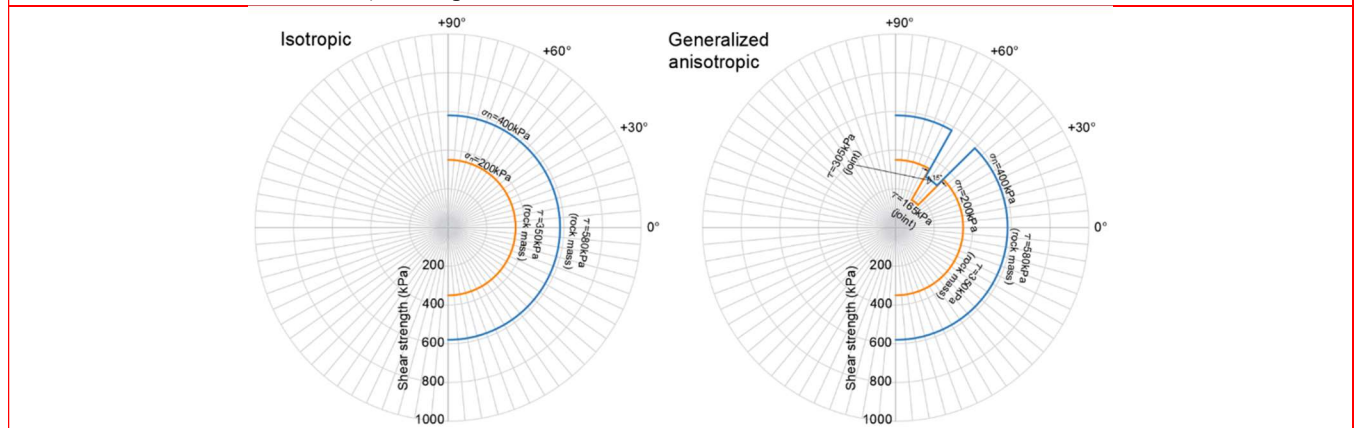 Isotropic
+90°
+60°
+30°
0°
σn=400kPa
σn=200kPa
τ=350kPa
(rock mass)
τ=580kPa
(rock mass)
Shear strength (kPa)
200
400
600
800
1000
Generalized
anisotropic
+90°
+60°
+30°
0°
τ=305kPa
(joint)
15°
τ=165kPa
(joint)
σn=400kPa
σn=200kPa
τ=350kPa
(rock mass)
τ=580kPa
(rock mass)
Shear strength (kPa)
200
400
600
800
1000